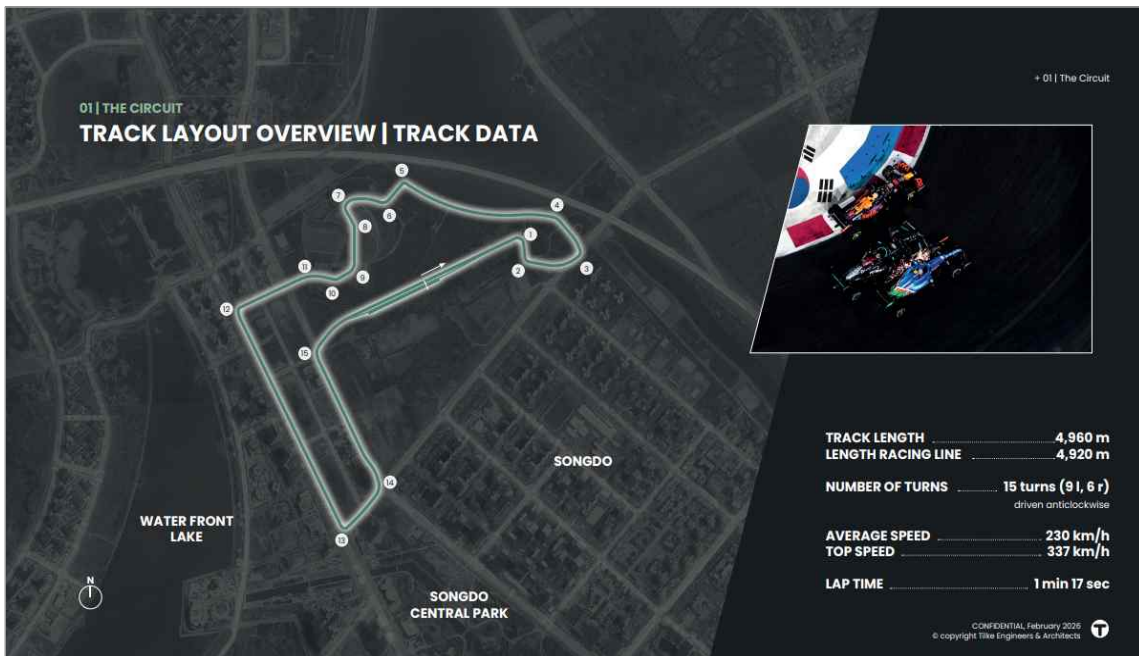 + 01 | The Circuit
01 | THE CIRCUIT
TRACK LAYOUT OVERVIEW | TRACK DATA
5
7
6
4
8
1
2
3
11
9
10
12
15
14
13
SONGDO
WATER FRONT
LAKE
SONGDO
CENTRAL PARK
N
TRACK LENGTH 4,960 m
LENGTH RACING LINE 4,920 m
NUMBER OF TURNS 15 turns (9 l, 6 r)
driven anticlockwise
AVERAGE SPEED 230 km/h
TOP SPEED 337 km/h
LAP TIME 1 min 17 sec
CONFIDENTIAL, February 2026
© copyright Tilke Engineers & Architects